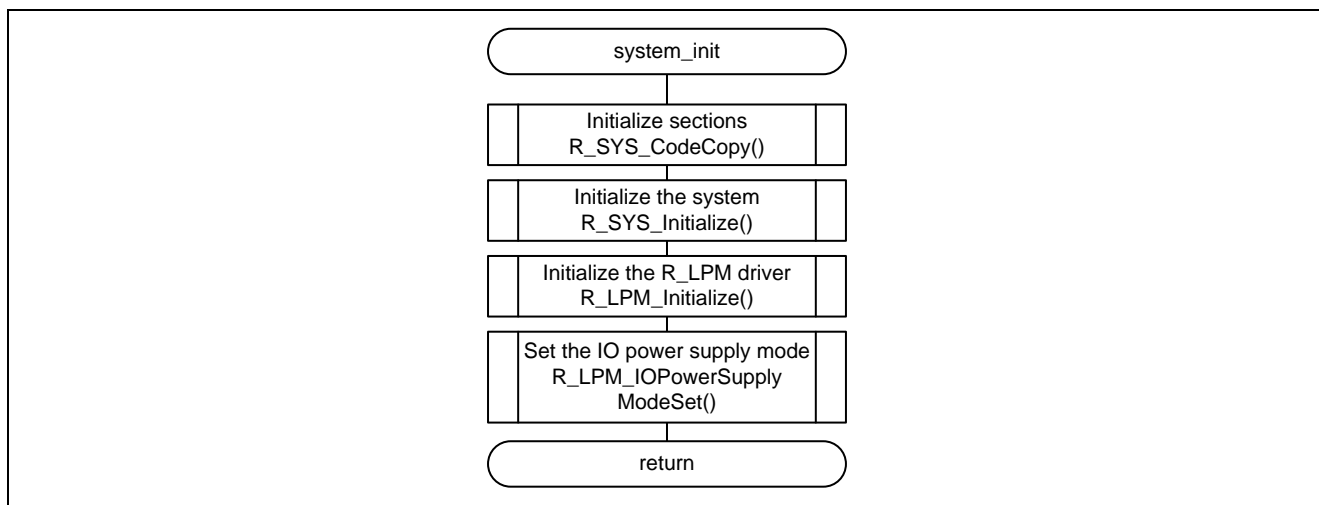 system_init
Initialize sections
R_SYS_CodeCopy()
Initialize the system
R_SYS_Initialize()
Initialize the R_LPM driver
R_LPM_Initialize()
Set the IO power supply mode
R_LPM_IOPowerSupply
ModeSet()
return